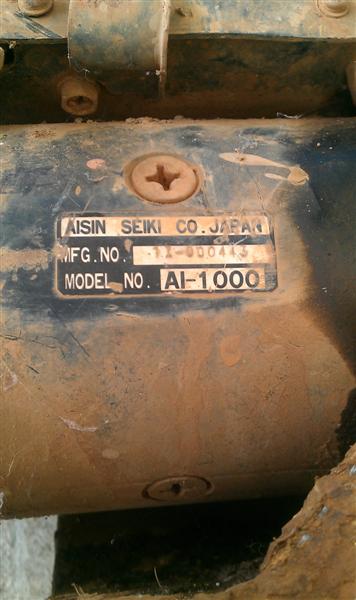 AISIN SEIKI CO. JAPAN
MFG. NO.
MODEL NO. AI-1000